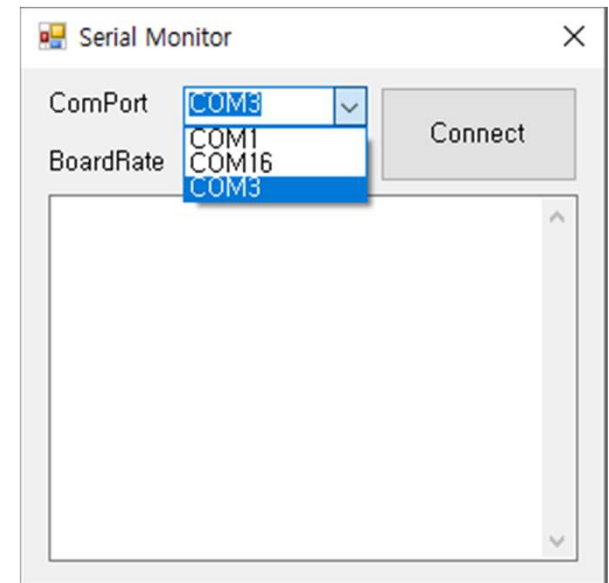 Serial Monitor
ComPort COM3
Connect
COM1
BoardRate COM16
COM3